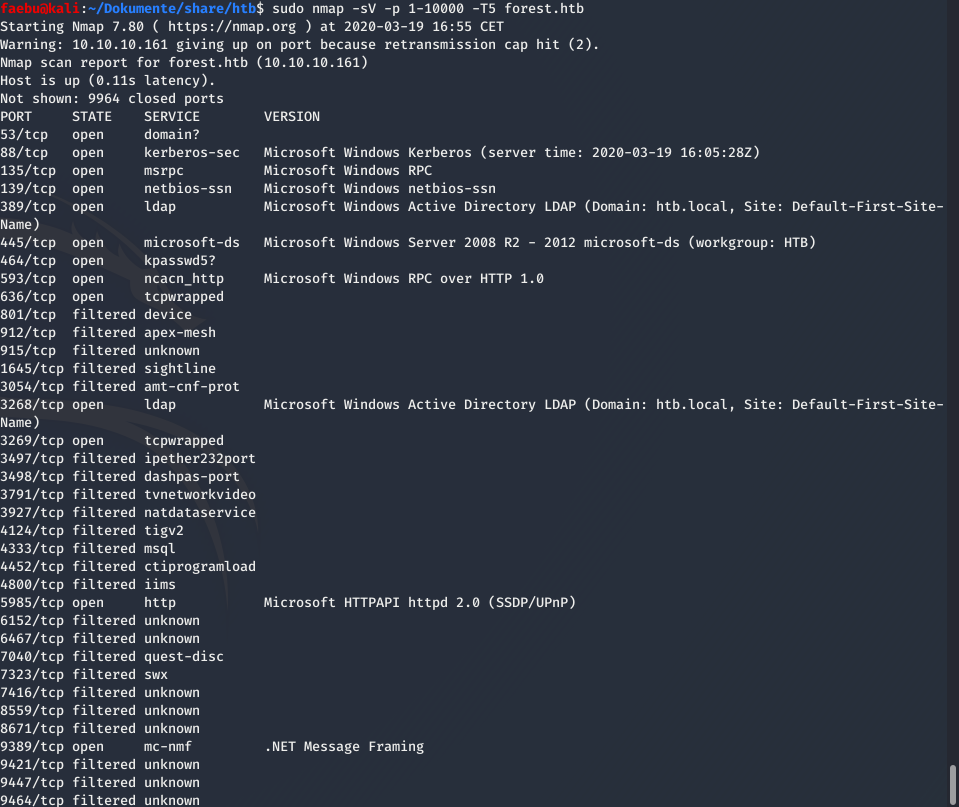 faebu@kali:~/Dokumente/share/htb$ sudo nmap -sV -p 1-10000 -T5 forest.htb
Starting Nmap 7.80 ( https://nmap.org ) at 2020-03-19 16:55 CET
Warning: 10.10.10.161 giving up on port because retransmission cap hit (2).
Nmap scan report for forest.htb (10.10.10.161)
Host is up (0.11s latency).
Not shown: 9964 closed ports
PORT     STATE    SERVICE        VERSION
53/tcp   open     domain?
88/tcp   open     kerberos-sec   Microsoft Windows Kerberos (server time: 2020-03-19 16:05:28Z)
135/tcp  open     msrpc          Microsoft Windows RPC
139/tcp  open     netbios-ssn    Microsoft Windows netbios-ssn
389/tcp  open     ldap           Microsoft Windows Active Directory LDAP (Domain: htb.local, Site: Default-First-Site-
Name)
445/tcp  open     microsoft-ds   Microsoft Windows Server 2008 R2 - 2012 microsoft-ds (workgroup: HTB)
464/tcp  open     kpasswd5?
593/tcp  open     ncacn_http     Microsoft Windows RPC over HTTP 1.0
636/tcp  open     tcpwrapped
801/tcp  filtered device
912/tcp  filtered apex-mesh
915/tcp  filtered unknown
1645/tcp filtered sightline
3054/tcp filtered amt-cnf-prot
3268/tcp open     ldap           Microsoft Windows Active Directory LDAP (Domain: htb.local, Site: Default-First-Site-
Name)
3269/tcp open     tcpwrapped
3497/tcp filtered ipether232port
3498/tcp filtered dashpas-port
3791/tcp filtered tvnetworkvideo
3927/tcp filtered natdataservice
4124/tcp filtered tigv2
4333/tcp filtered msql
4452/tcp filtered ctiprogramload
4800/tcp filtered iims
5985/tcp open     http           Microsoft HTTPAPI httpd 2.0 (SSDP/UPnP)
6152/tcp filtered unknown
6467/tcp filtered unknown
7040/tcp filtered quest-disc
7323/tcp filtered swx
7416/tcp filtered unknown
8559/tcp filtered unknown
8671/tcp filtered unknown
9389/tcp open     mc-nmf         .NET Message Framing
9421/tcp filtered unknown
9447/tcp filtered unknown
9464/tcp filtered unknown